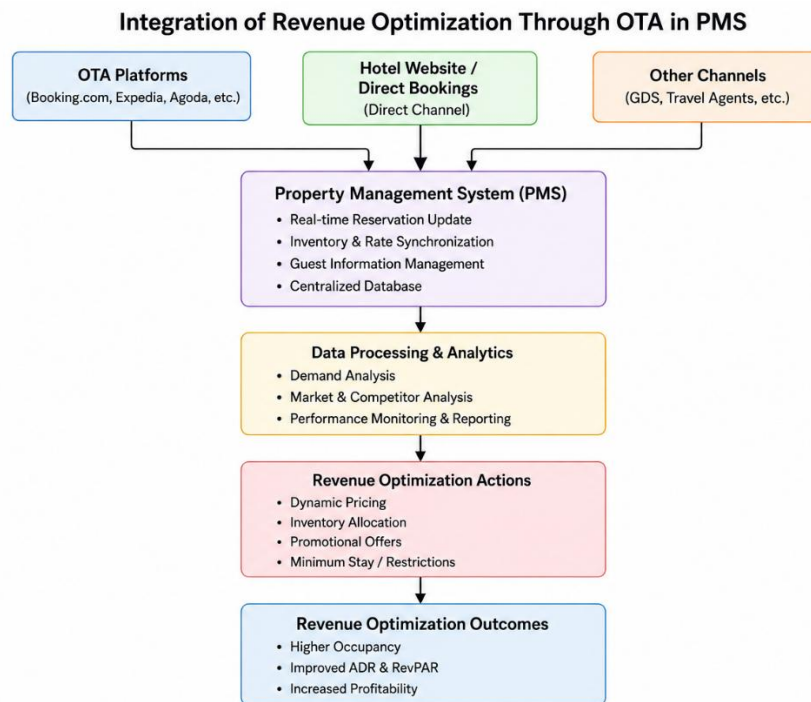 Integration of Revenue Optimization Through OTA in PMS
OTA Platforms
(Booking.com, Expedia, Agoda, etc.)
Hotel Website /
Direct Bookings
(Direct Channel)
Other Channels
(GDS, Travel Agents, etc.)
Property Management System (PMS)
• Real-time Reservation Update
• Inventory & Rate Synchronization
• Guest Information Management
• Centralized Database
Data Processing & Analytics
• Demand Analysis
• Market & Competitor Analysis
• Performance Monitoring & Reporting
Revenue Optimization Actions
• Dynamic Pricing
• Inventory Allocation
• Promotional Offers
• Minimum Stay / Restrictions
Revenue Optimization Outcomes
• Higher Occupancy
• Improved ADR & RevPAR
• Increased Profitability